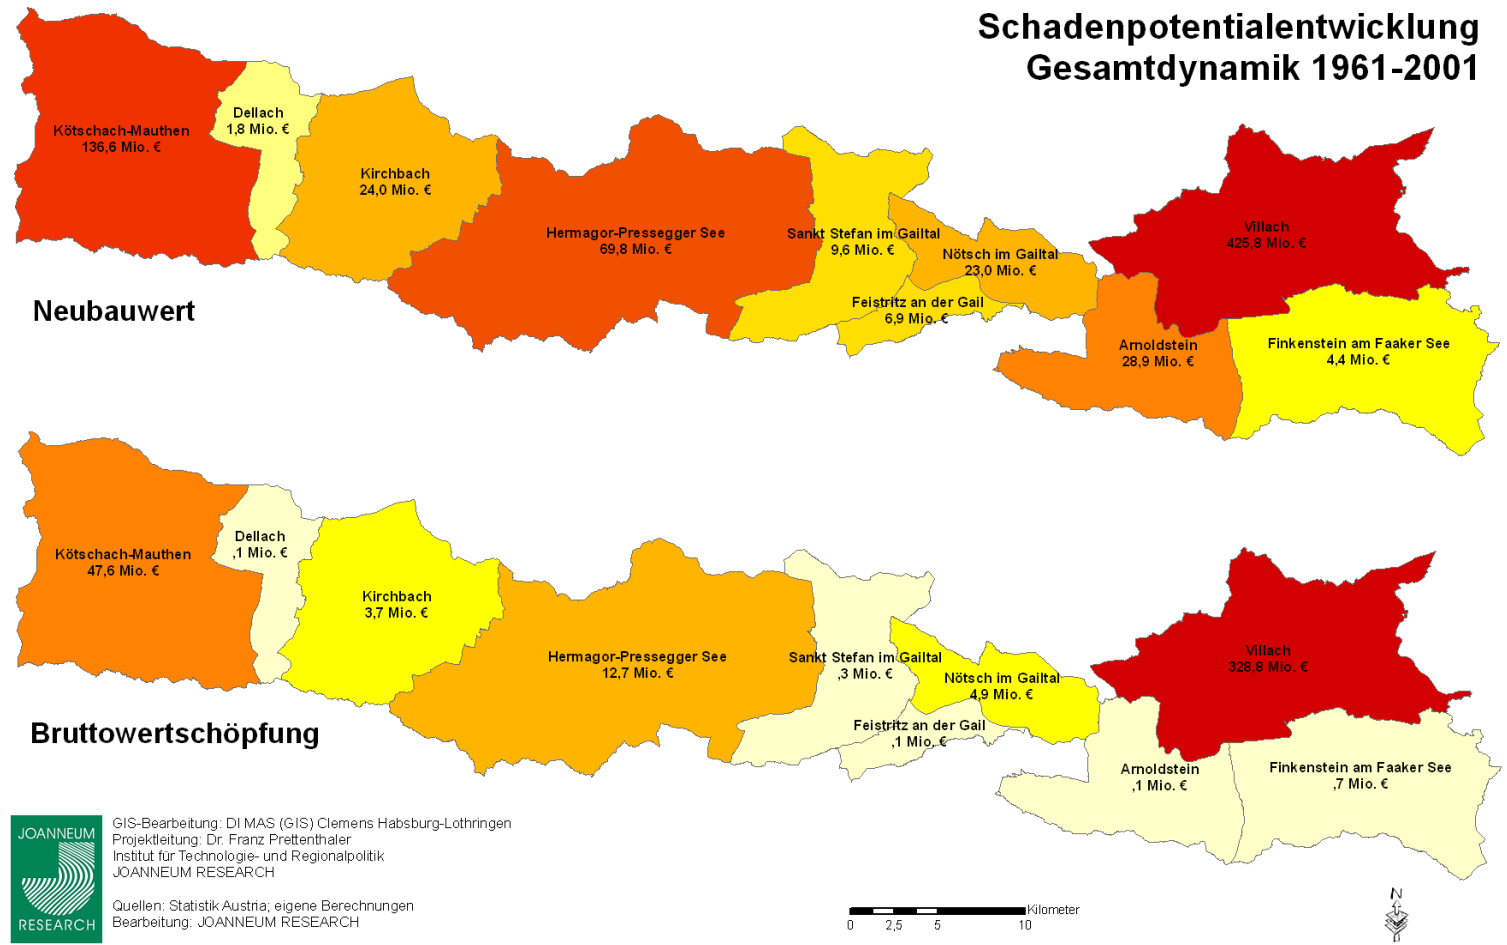 Schadenpotentialentwicklung
Gesamtdynamik 1961-2001
Kötschach-Mauthen
136,6 Mio. €
Dellach
1,8 Mio. €
Kirchbach
24,0 Mio. €
Hermagor-Pressegger See
69,8 Mio. €
Sankt Stefan im Gailtal
9,6 Mio. €
Nötsch im Gailtal
23,0 Mio. €
Feistritz an der Gail
6,9 Mio. €
Villach
425,8 Mio. €
Arnoldstein
28,9 Mio. €
Finkenstein am Faaker See
4,4 Mio. €
Neubauwert
Kötschach-Mauthen
47,6 Mio. €
Dellach
,1 Mio. €
Kirchbach
3,7 Mio. €
Hermagor-Pressegger See
12,7 Mio. €
Sankt Stefan im Gailtal
,3 Mio. €
Nötsch im Gailtal
4,9 Mio. €
Feistritz an der Gail
,1 Mio. €
Villach
328,8 Mio. €
Arnoldstein
,1 Mio. €
Finkenstein am Faaker See
,7 Mio. €
Bruttowertschöpfung
JOANNEUM
RESEARCH
GIS-Bearbeitung: DI MAS (GIS) Clemens Habsburg-Lothringen
Projektleitung: Dr. Franz Prettenthaler
Institut für Technologie- und Regionalpolitik
JOANNEUM RESEARCH
Quellen: Statistik Austria; eigene Berechnungen
Bearbeitung: JOANNEUM RESEARCH
Kilometer
0 2,5 5 10
N